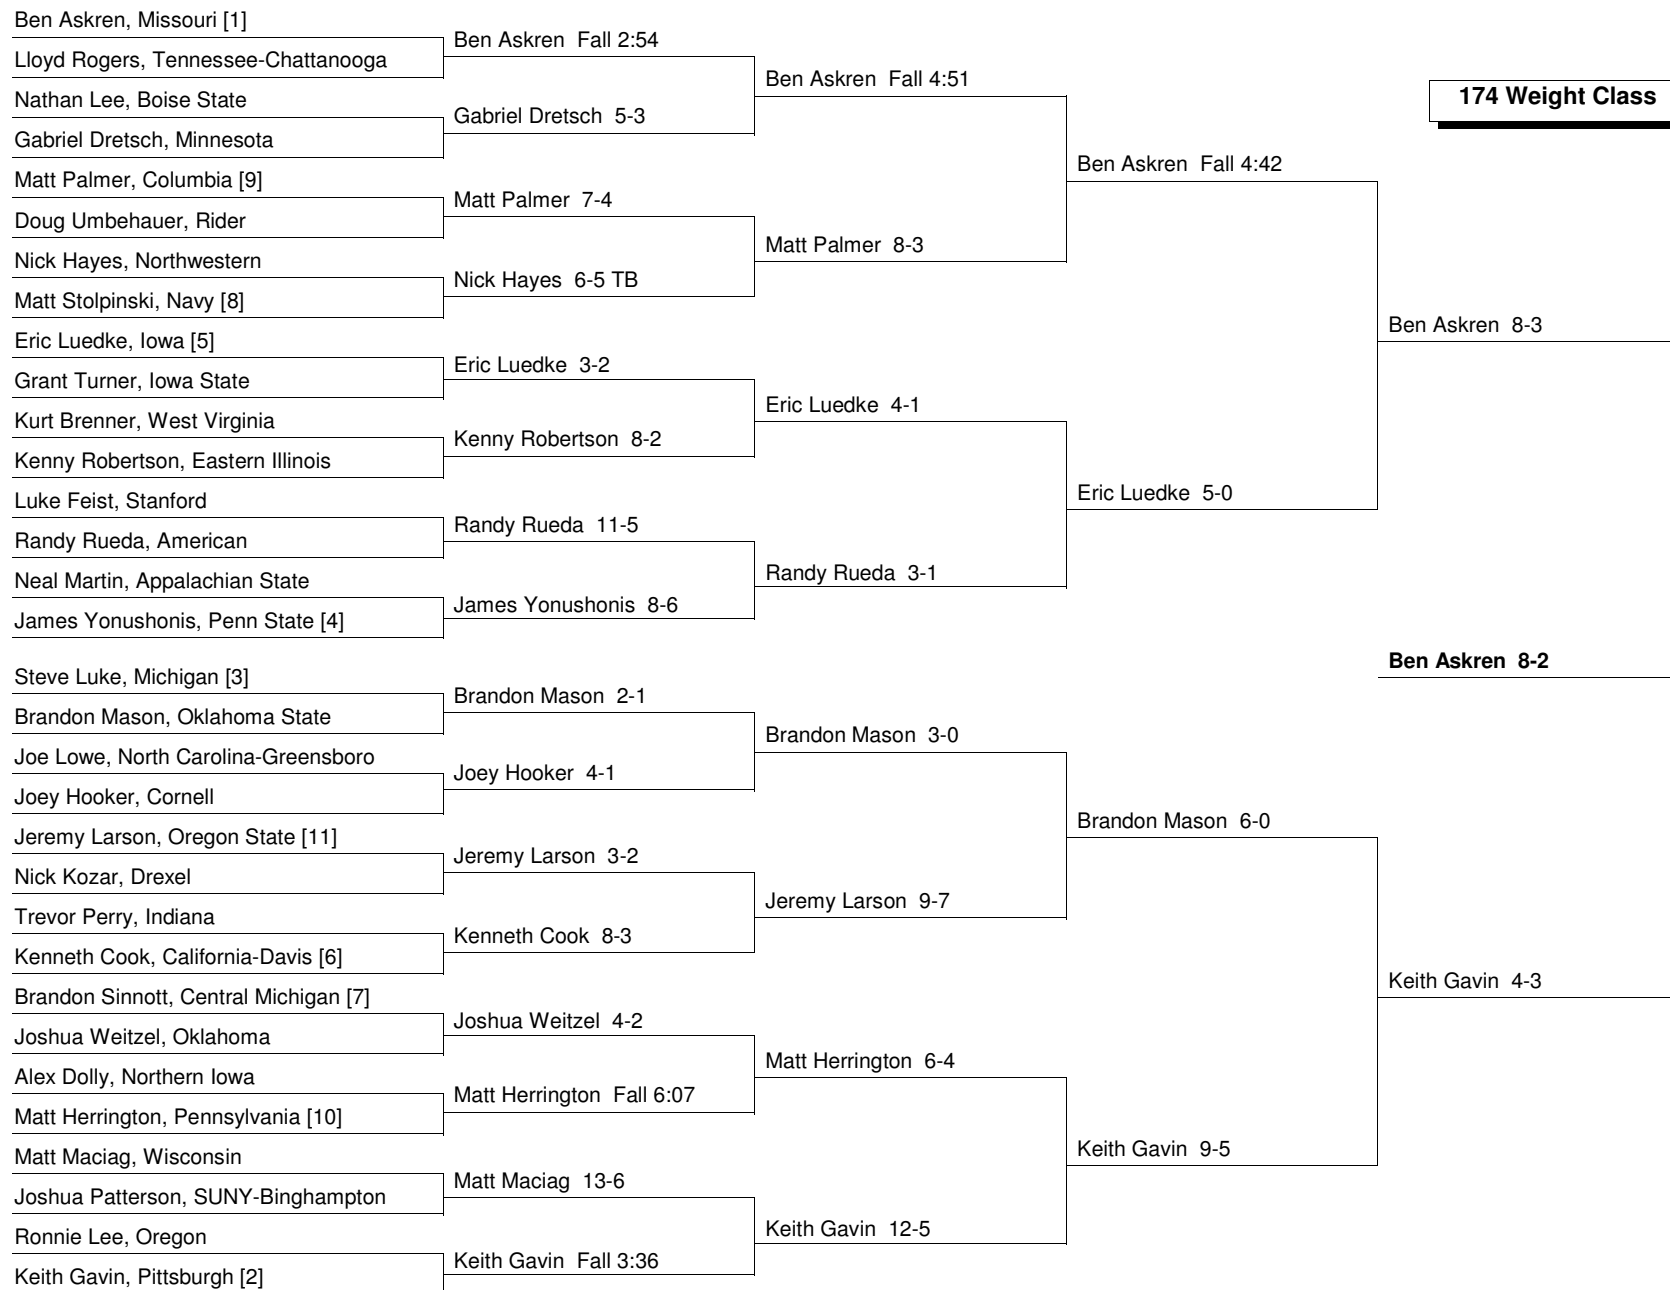 174 Weight Class
Ben Askren, Missouri [1]
Lloyd Rogers, Tennessee-Chattanooga
Nathan Lee, Boise State
Gabriel Dretsch, Minnesota
Matt Palmer, Columbia [9]
Doug Umbehauer, Rider
Nick Hayes, Northwestern
Matt Stolpinski, Navy [8]
Eric Luedke, Iowa [5]
Grant Turner, Iowa State
Kurt Brenner, West Virginia
Kenny Robertson, Eastern Illinois
Luke Feist, Stanford
Randy Rueda, American
Neal Martin, Appalachian State
James Yonushonis, Penn State [4]
Steve Luke, Michigan [3]
Brandon Mason, Oklahoma State
Joe Lowe, North Carolina-Greensboro
Joey Hooker, Cornell
Jeremy Larson, Oregon State [11]
Nick Kozar, Drexel
Trevor Perry, Indiana
Kenneth Cook, California-Davis [6]
Brandon Sinnott, Central Michigan [7]
Joshua Weitzel, Oklahoma
Alex Dolly, Northern Iowa
Matt Herrington, Pennsylvania [10]
Matt Maciag, Wisconsin
Joshua Patterson, SUNY-Binghampton
Ronnie Lee, Oregon
Keith Gavin, Pittsburgh [2]
Ben Askren Fall 2:54
Gabriel Dretsch 5-3
Matt Palmer 7-4
Nick Hayes 6-5 TB
Eric Luedke 3-2
Kenny Robertson 8-2
Randy Rueda 11-5
James Yonushonis 8-6
Brandon Mason 2-1
Joey Hooker 4-1
Jeremy Larson 3-2
Kenneth Cook 8-3
Joshua Weitzel 4-2
Matt Herrington Fall 6:07
Matt Maciag 13-6
Keith Gavin Fall 3:36
Ben Askren Fall 4:51
Matt Palmer 8-3
Eric Luedke 4-1
Randy Rueda 3-1
Brandon Mason 3-0
Jeremy Larson 9-7
Matt Herrington 6-4
Keith Gavin 12-5
Ben Askren Fall 4:42
Eric Luedke 5-0
Brandon Mason 6-0
Keith Gavin 9-5
Ben Askren 8-3
Keith Gavin 4-3
Ben Askren 8-2